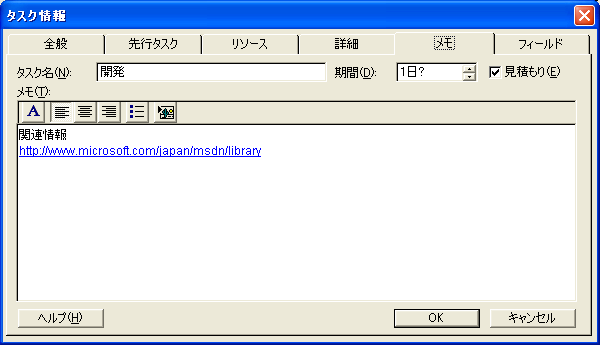 タスク情報
全般 先行タスク リソース 詳細 メモ フィールド
タスク名(N): 開発 期間(D): 1日? 見積もり(E)
メモ(T):
A
関連情報
http://www.microsoft.com/japan/msdn/library
ヘルプ(H) OK キャンセル